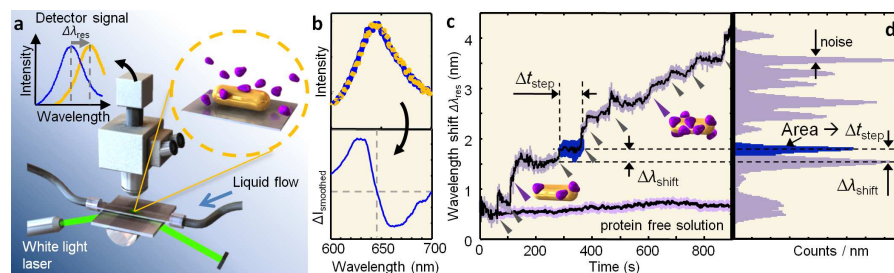 a
Detector signal
Δλres
Intensity
Wavelength
Liquid flow
White light
laser
b
Intensity
ΔIsmoothed
600
650
700
Wavelength (nm)
c
Wavelength shift Δλres (nm)
4
3
2
1
0
0
200
400
600
800
Time (s)
Δtstep
Δλshift
protein free solution
d
noise
Area → Δtstep
Δλshift
Counts / nm